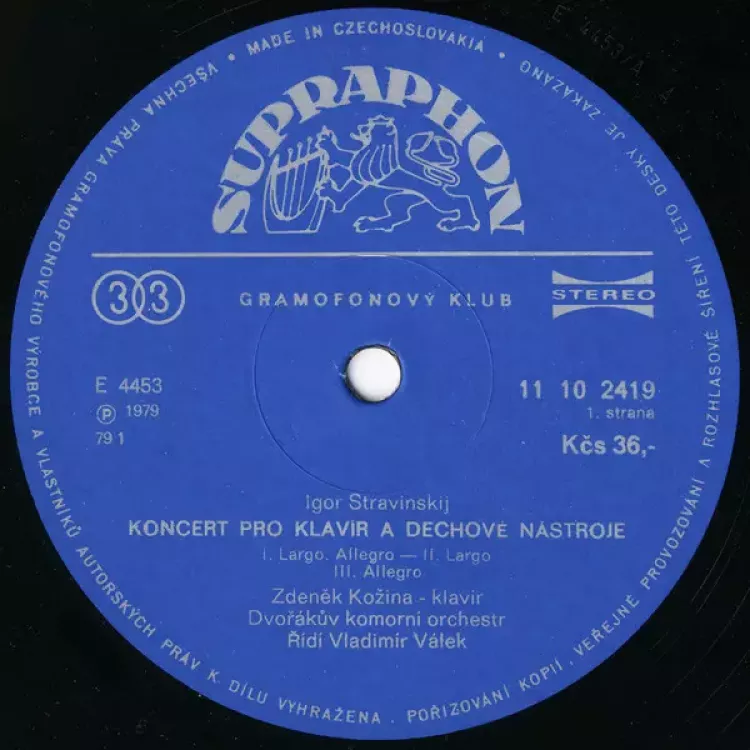 VŠECHNA PRÁVA GRAMOFONOVÉHO VÝROBCE A VLASTNÍKŮ AUTORSKÝCH PRÁV K DÍLU VYHRAŽENA . POŘIZOVÁNÍ KOPIÍ, VEŘEJNÉ PROVOZOVÁNÍ A ROZHLASOVÉ ŠÍŘENÍ TÉTO DESKY JE ZAKÁZÁNO
• MADE IN CZECHOSLOVAKIA •
E 4453/A A
SUPRAPHON
33
GRAMOFONOVÝ KLUB
STEREO
E 4453
℗ 1979
79 1
11 10 2419
1. strana
Kčs 36,-
Igor Stravinskij
KONCERT PRO KLAVÍR A DECHOVÉ NÁSTROJE
I. Largo. Allegro — II. Largo
III. Allegro
Zdeněk Kožina - klavír
Dvořákův komorní orchestr
Řídí Vladimír Válek